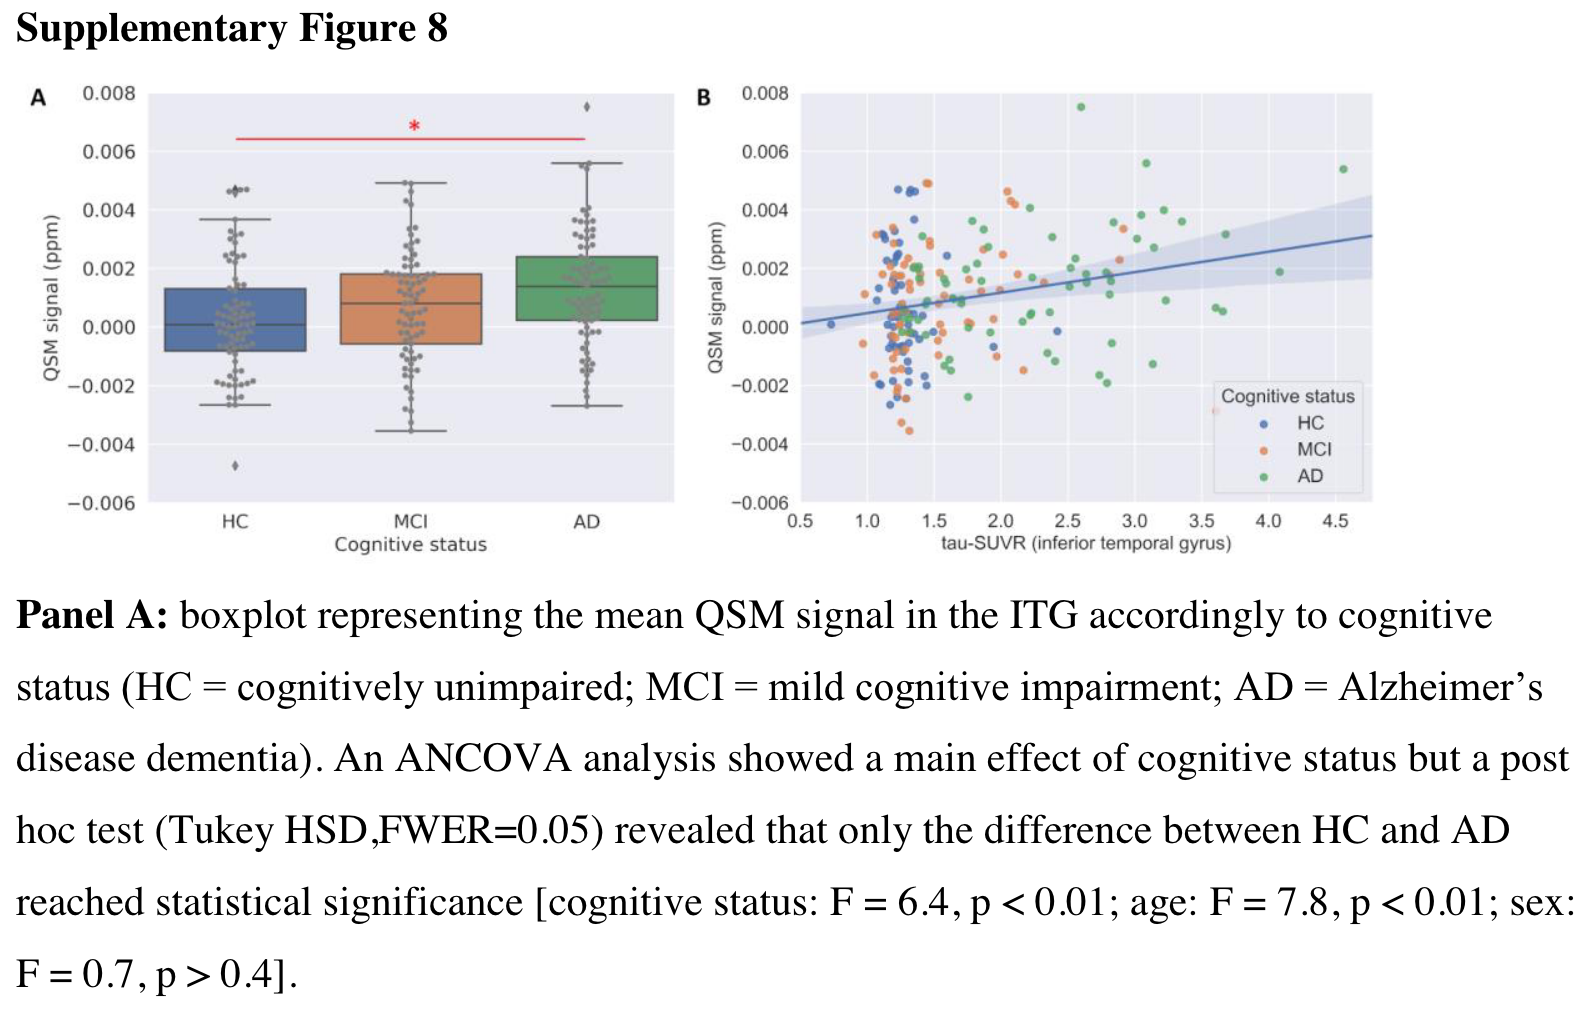 Supplementary Figure 8
A
0.008
0.006
0.004
0.002
0.000
−0.002
−0.004
−0.006
QSM signal (ppm)
*
HC
MCI
AD
Cognitive status
B
0.008
0.006
0.004
0.002
0.000
−0.002
−0.004
−0.006
QSM signal (ppm)
Cognitive status
HC
MCI
AD
0.5 1.0 1.5 2.0 2.5 3.0 3.5 4.0 4.5
tau-SUVR (inferior temporal gyrus)
Panel A: boxplot representing the mean QSM signal in the ITG accordingly to cognitive
status (HC = cognitively unimpaired; MCI = mild cognitive impairment; AD = Alzheimer’s
disease dementia). An ANCOVA analysis showed a main effect of cognitive status but a post
hoc test (Tukey HSD,FWER=0.05) revealed that only the difference between HC and AD
reached statistical significance [cognitive status: F = 6.4, p < 0.01; age: F = 7.8, p < 0.01; sex:
F = 0.7, p > 0.4].